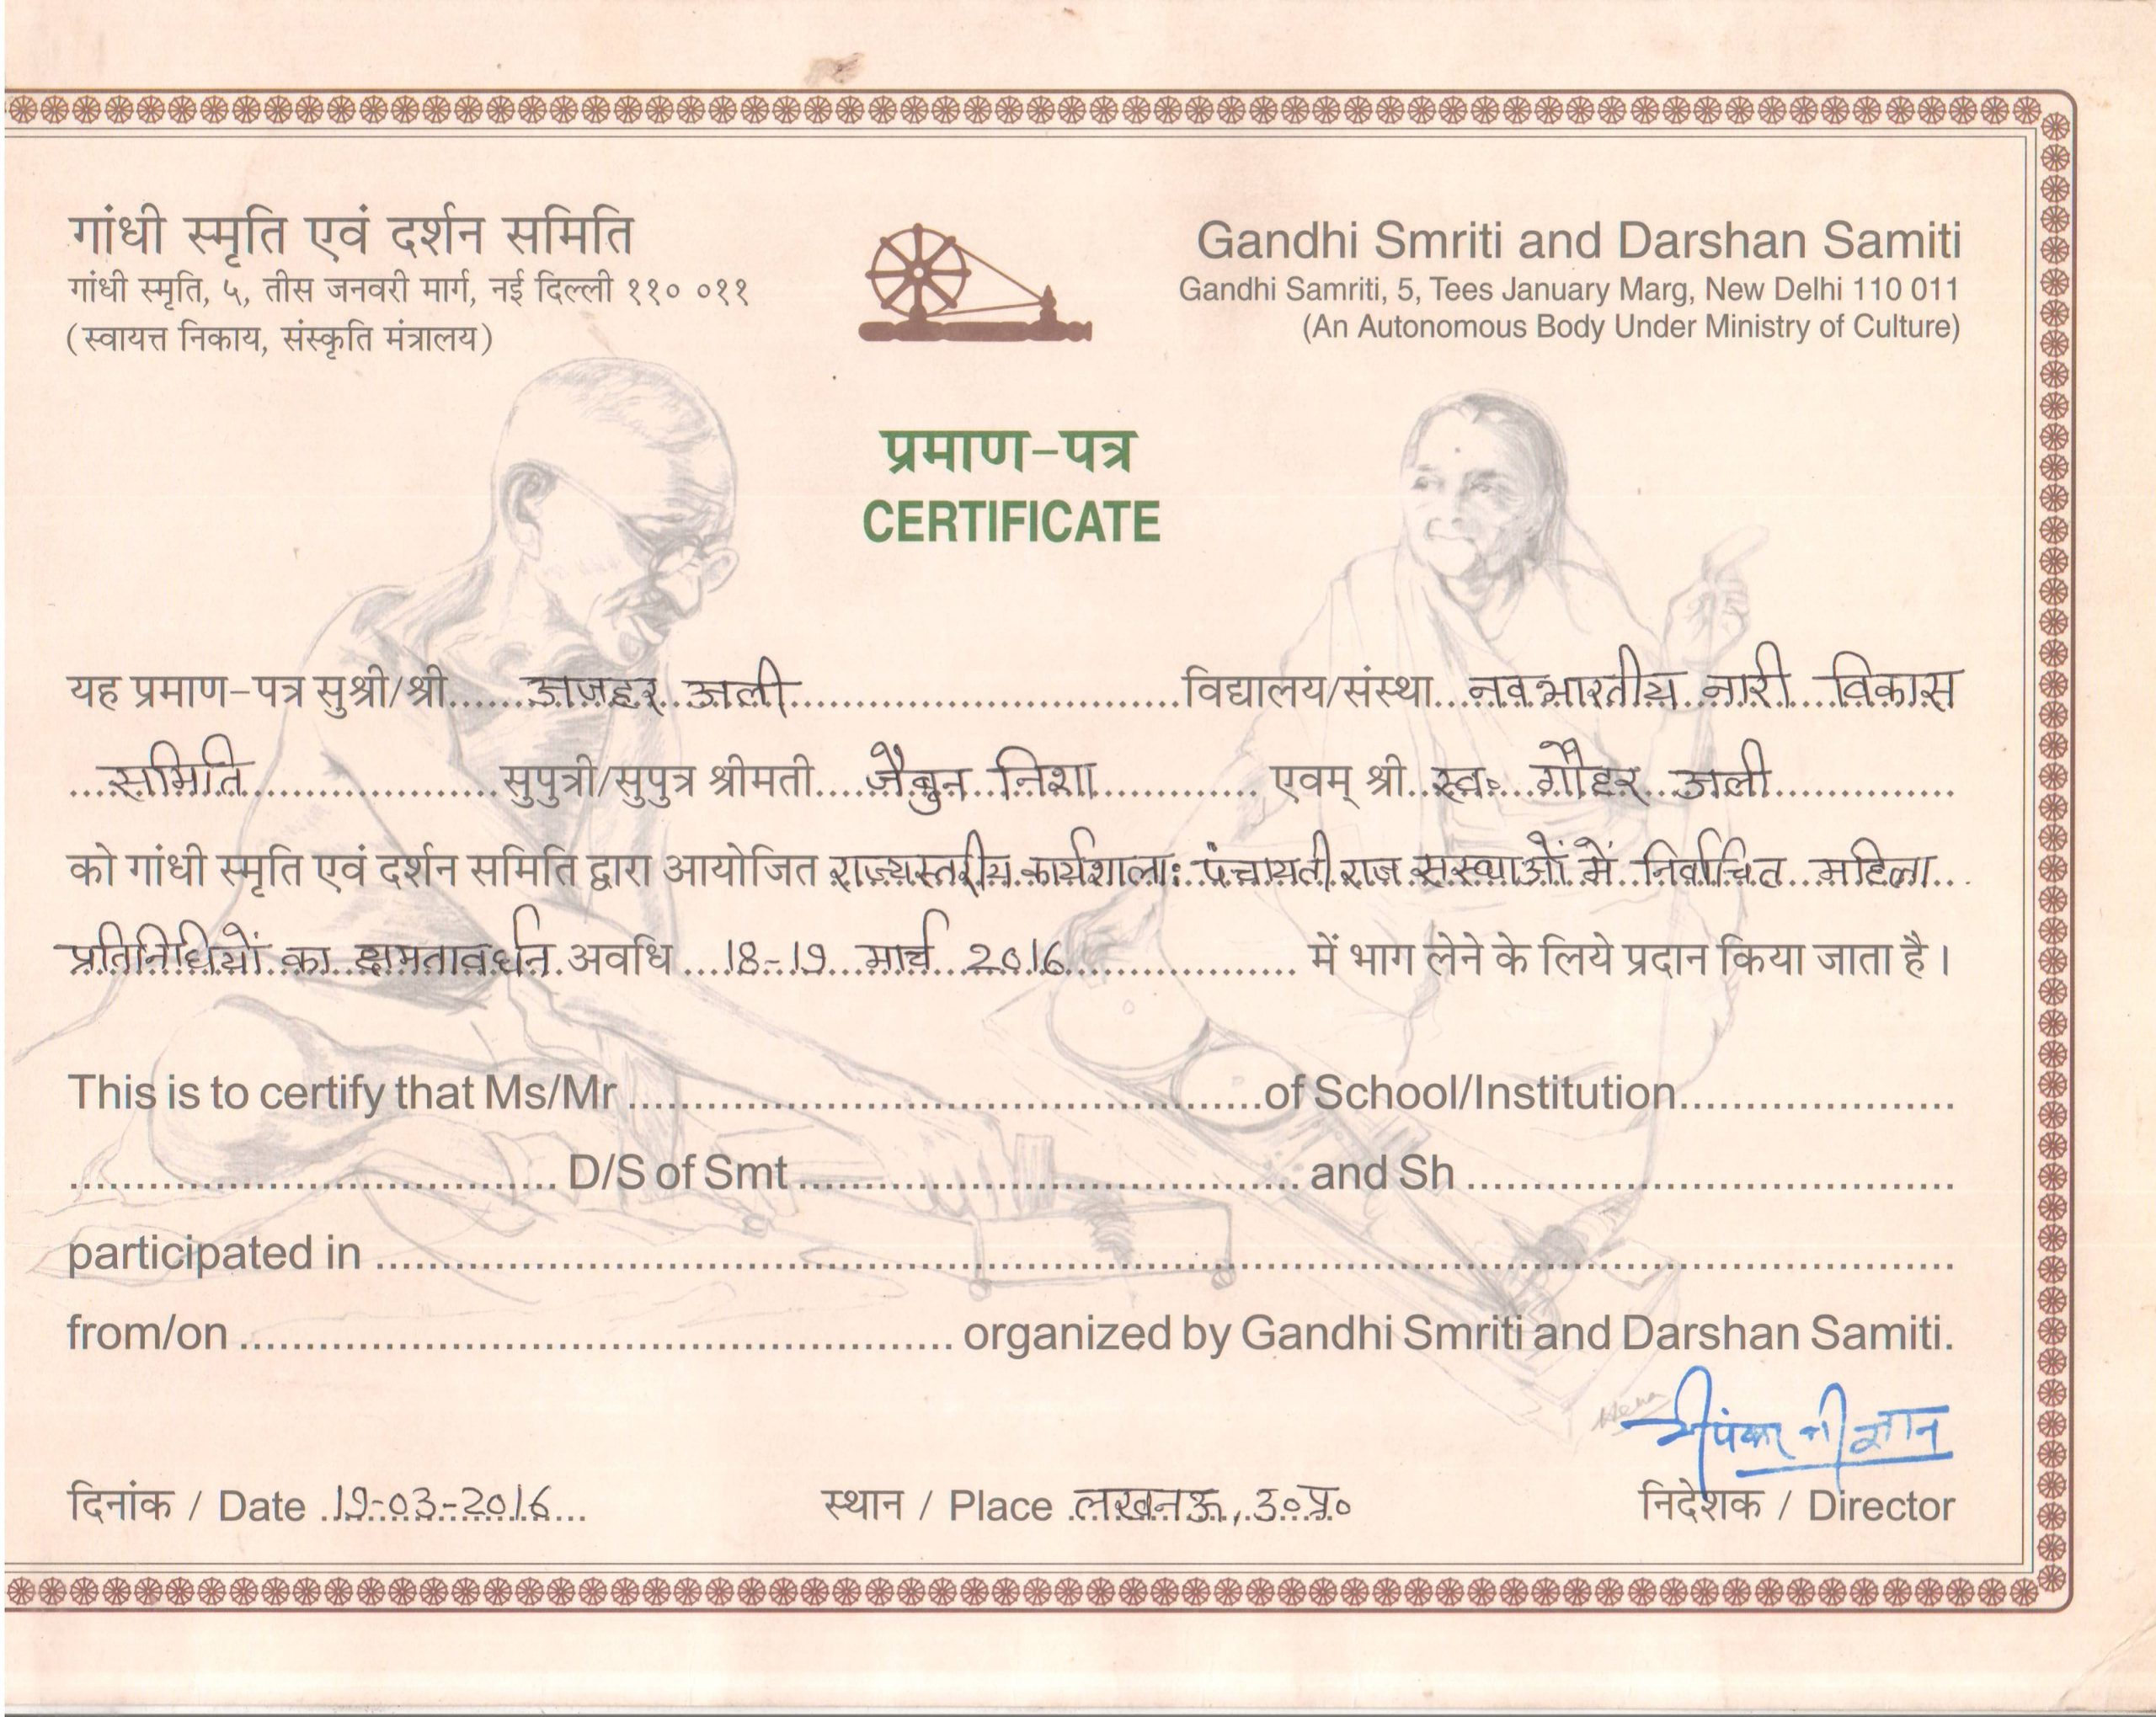 गांधी स्मृति एवं दर्शन समिति
गांधी स्मृति, ५, तीस जनवरी मार्ग, नई दिल्ली ११० ०११
(स्वायत्त निकाय, संस्कृति मंत्रालय)
Gandhi Smriti and Darshan Samiti
Gandhi Samriti, 5, Tees January Marg, New Delhi 110 011
(An Autonomous Body Under Ministry of Culture)
प्रमाण-पत्र
CERTIFICATE
यह प्रमाण-पत्र सुश्री/श्री अजहर अली विद्यालय/संस्था नवभारतीय नारी विकास
समिति सुपुत्री/सुपुत्र श्रीमती जैबुन निशा एवम् श्री स्व० गौहर अली
को गांधी स्मृति एवं दर्शन समिति द्वारा आयोजित राज्यस्तरीय कार्यशाला: पंचायती राज सस्थाओं में निर्वाचित महिला
प्रतिनिधियों का क्षमतावर्धन अवधि 18-19 मार्च 2016 में भाग लेने के लिये प्रदान किया जाता है।
This is to certify that Ms/Mr of School/Institution
D/S of Smt and Sh
participated in
from/on organized by Gandhi Smriti and Darshan Samiti.
दिनांक / Date 19-03-2016 स्थान / Place लखनऊ, उ०प्र० निदेशक / Director